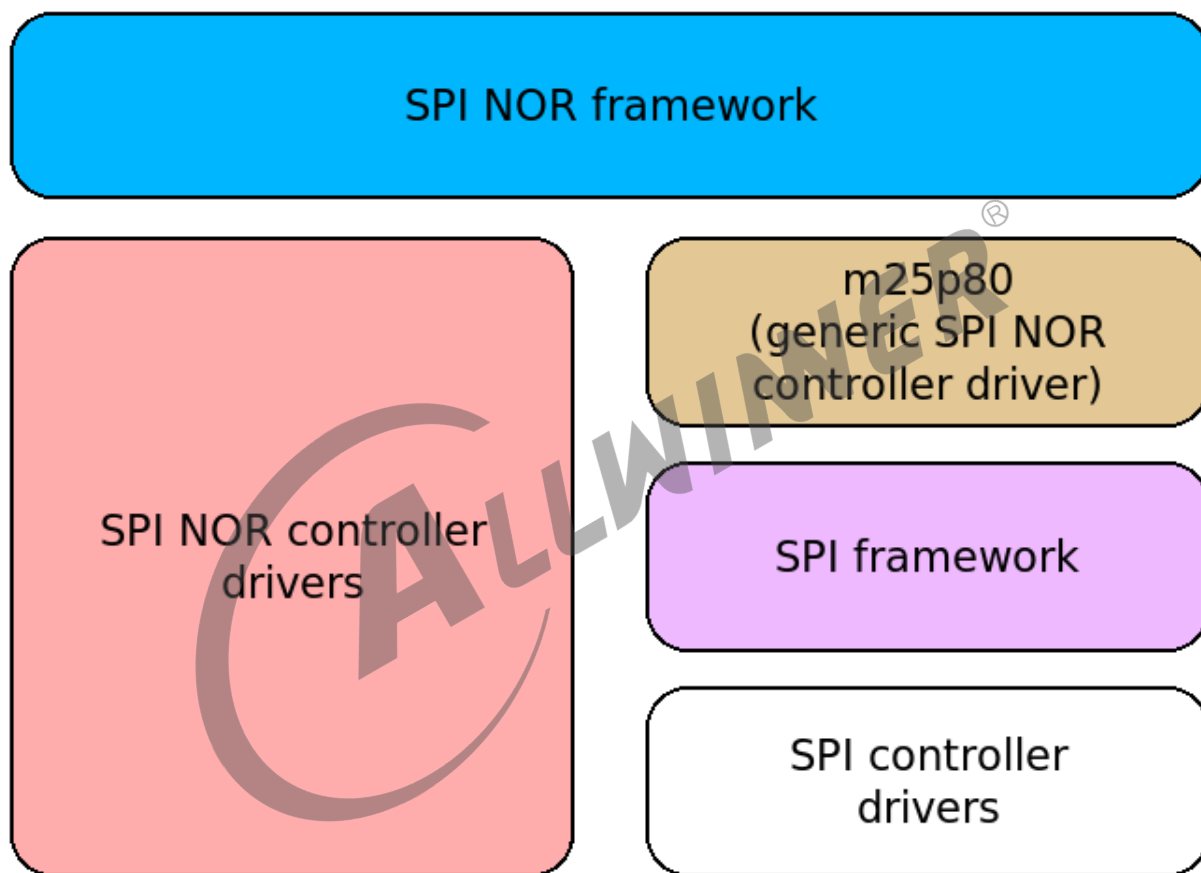 SPI NOR framework
SPI NOR controller
drivers
m25p80
(generic SPI NOR
controller driver)
SPI framework
SPI controller
drivers
ALLWINNER®